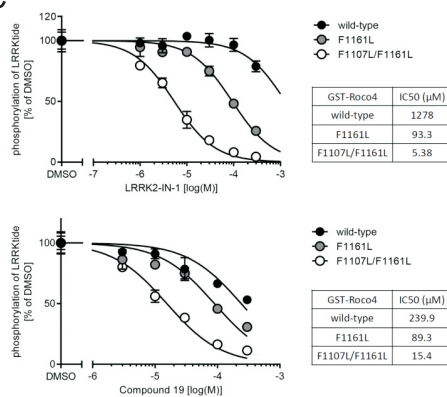 phosphorylation of LRRKtide
[% of DMSO]
120
100
50
0
DMSO
-7
-6
-5
-4
-3
LRRK2-IN-1 [log(M)]
wild-type
F1161L
F1107L/F1161L
GST-Roco4 IC50 (μM)
wild-type 1278
F1161L 93.3
F1107L/F1161L 5.38
phosphorylation of LRRKtide
[% of DMSO]
100
50
0
DMSO
-6
-5
-4
-3
Compound 19 [log(M)]
wild-type
F1161L
F1107L/F1161L
GST-Roco4 IC50 (μM)
wild-type 239.9
F1161L 89.3
F1107L/F1161L 15.4